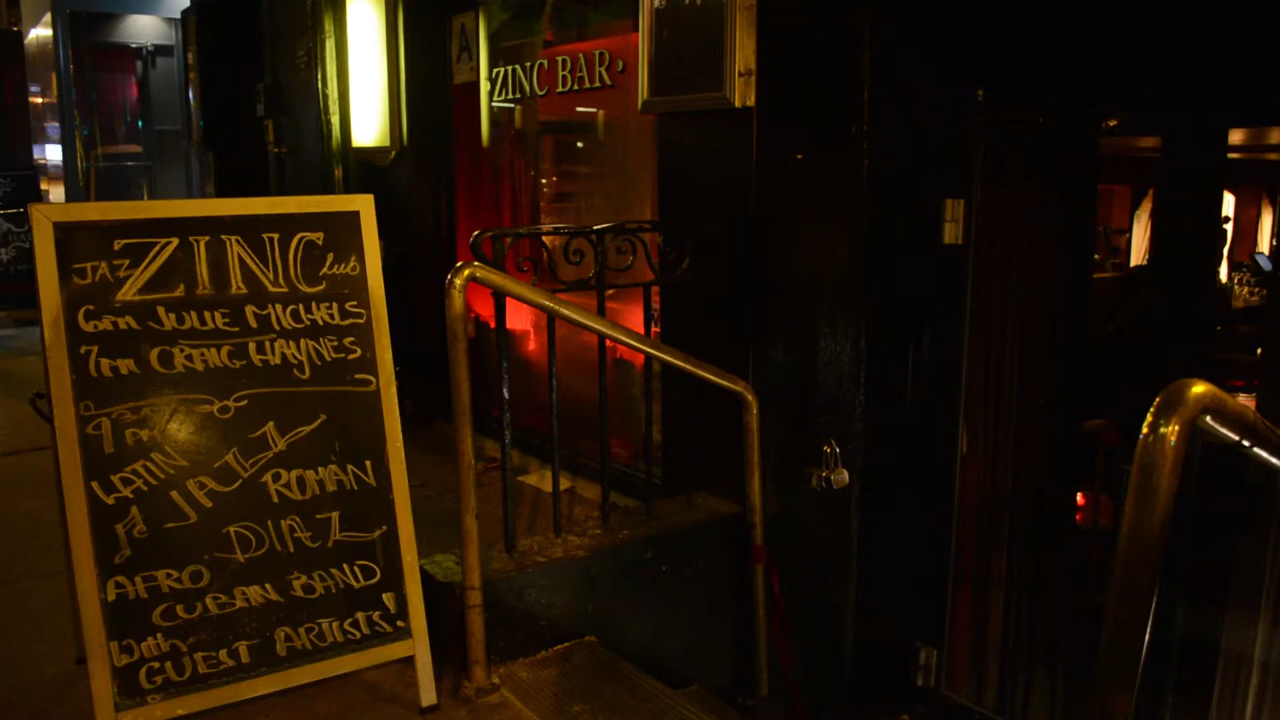 A
·ZINC BAR·
JAZ ZINC Club
6PM JULIE MICHELS
7PM CRAIG HAYNES
9 PM
LATIN
JAZZ
ROMAN
DIAZ
AFRO
CUBAN BAND
With
GUEST ARTISTS!